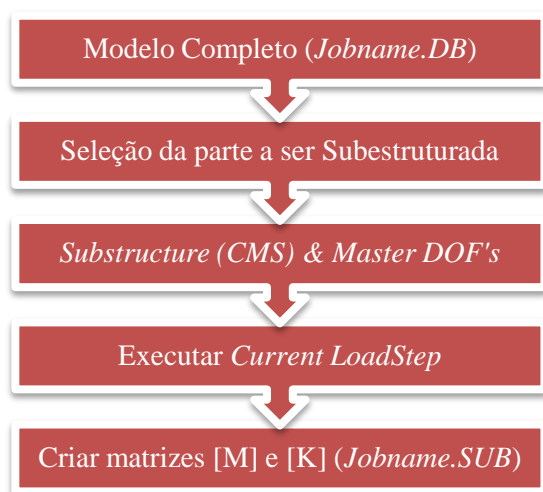 Modelo Completo (Jobname.DB)
Seleção da parte a ser Subestruturada
Substructure (CMS) & Master DOF's
Executar Current LoadStep
Criar matrizes [M] e [K] (Jobname.SUB)